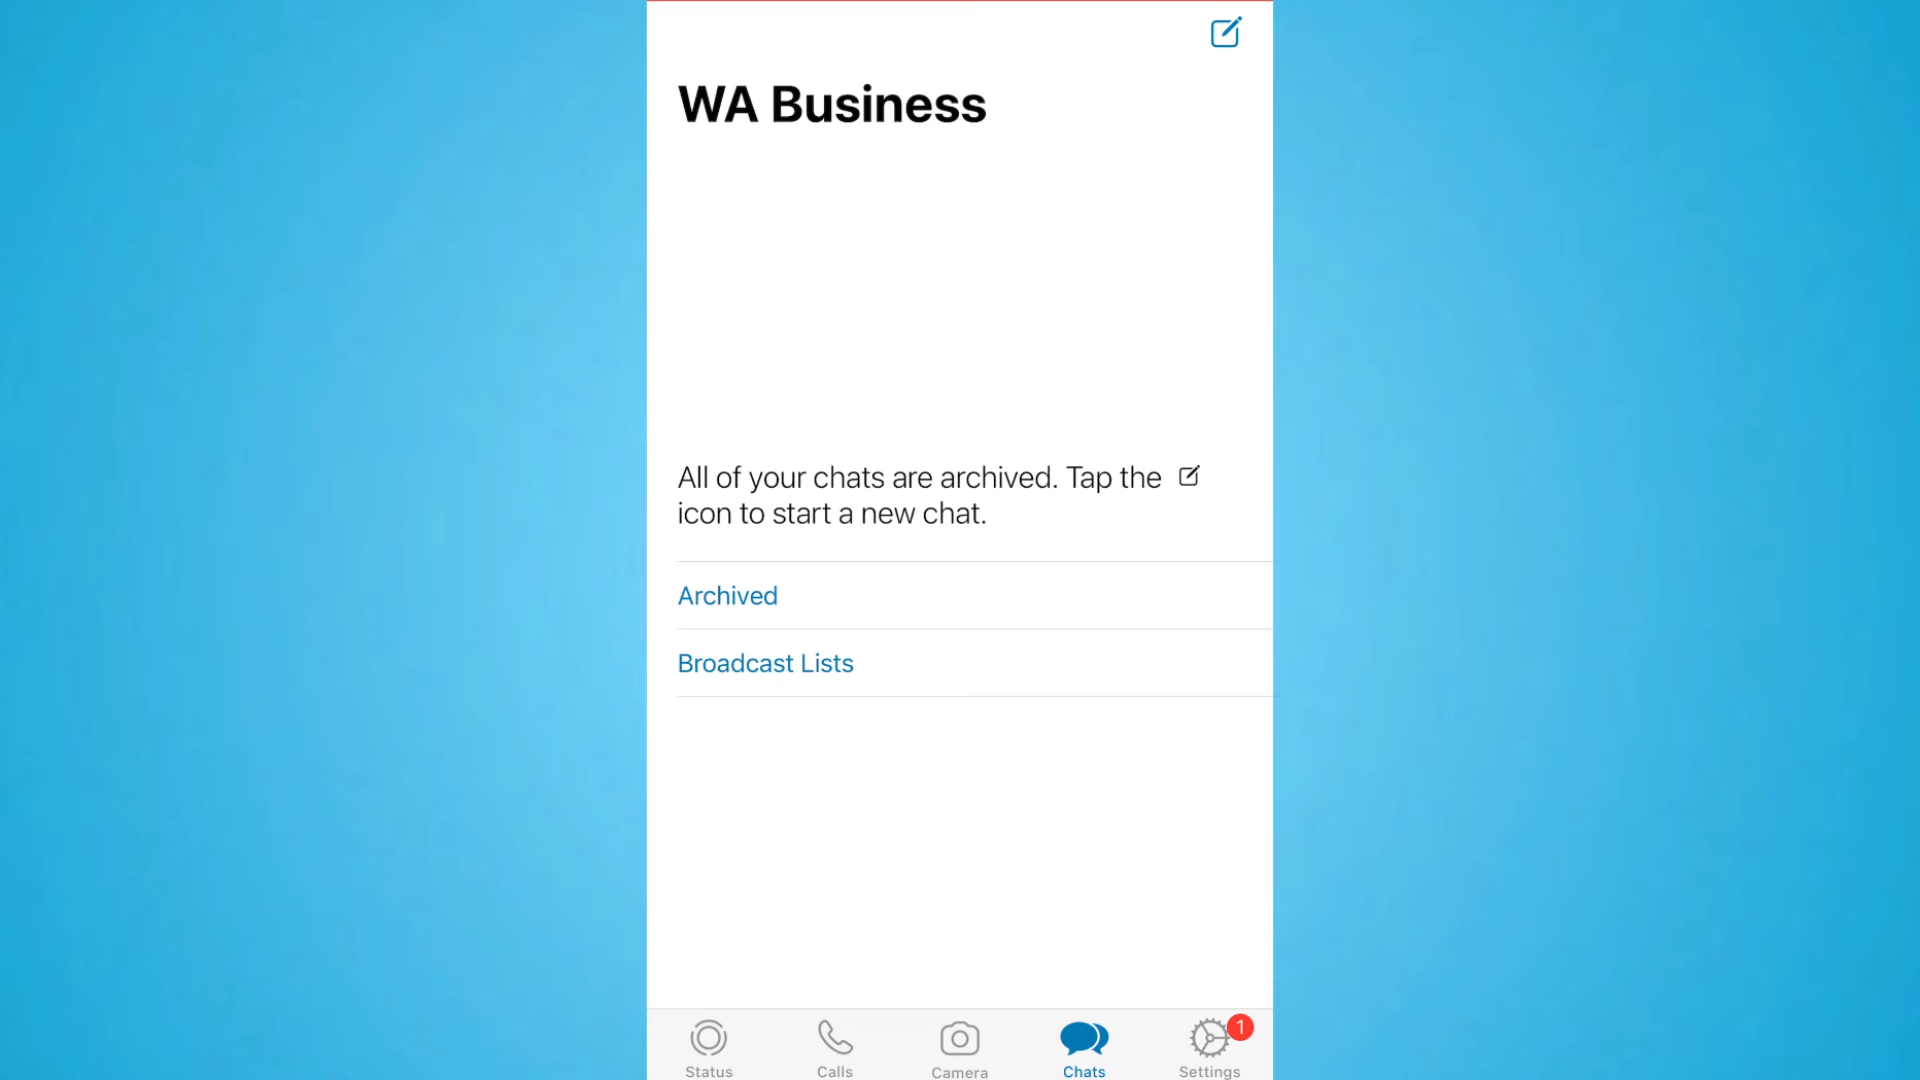 WA Business
All of your chats are archived. Tap the
icon to start a new chat.
Archived
Broadcast Lists
1
Status
Calls
Camera
Chats
Settings